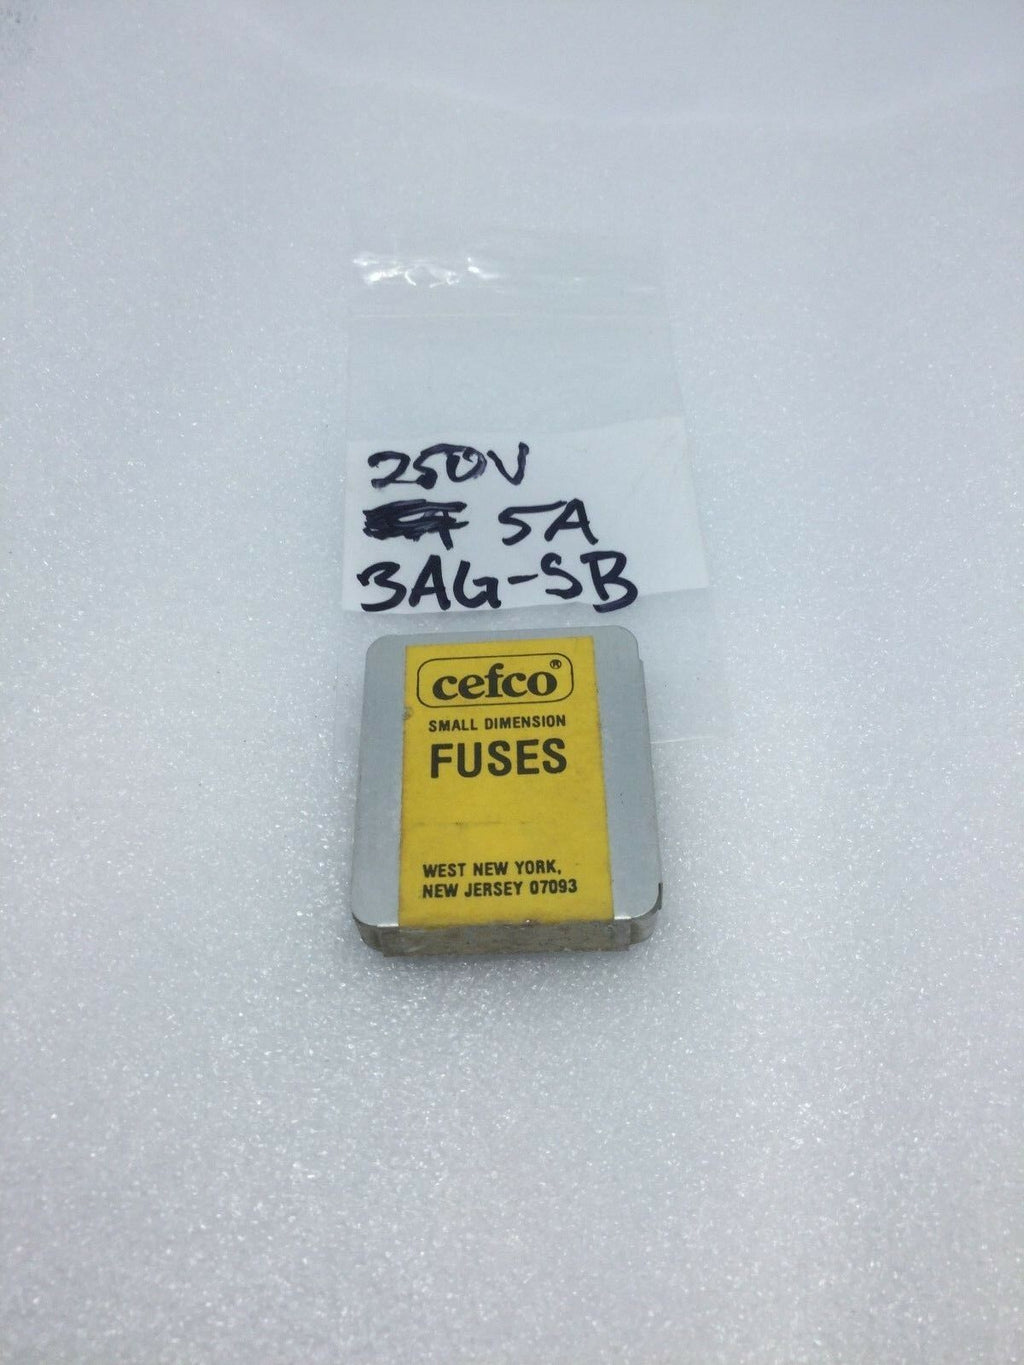 250V
5A
3AG-SB
cefco®
SMALL DIMENSION
FUSES
WEST NEW YORK,
NEW JERSEY 07093